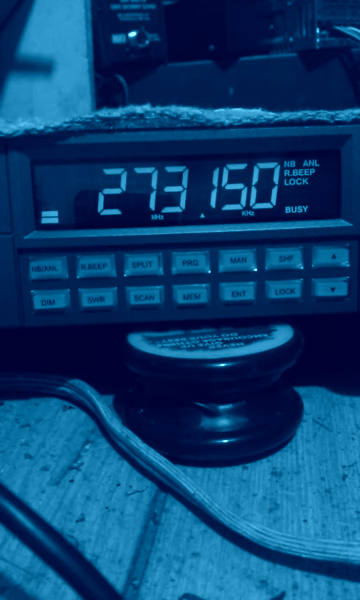 NB ANL
R.BEEP
LOCK
273 150
MHz ▲ KHz
BUSY
NB/ANL R.BEEP SPLIT PRG MAN SHF ▲
DIM SWR SCAN MEM ENT LOCK ▼